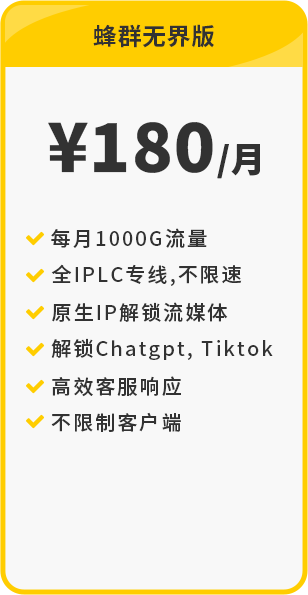 蜂群无界版
¥180/月
每月1000G流量
全IPLC专线,不限速
原生IP解锁流媒体
解锁Chatgpt, Tiktok
高效客服响应
不限制客户端